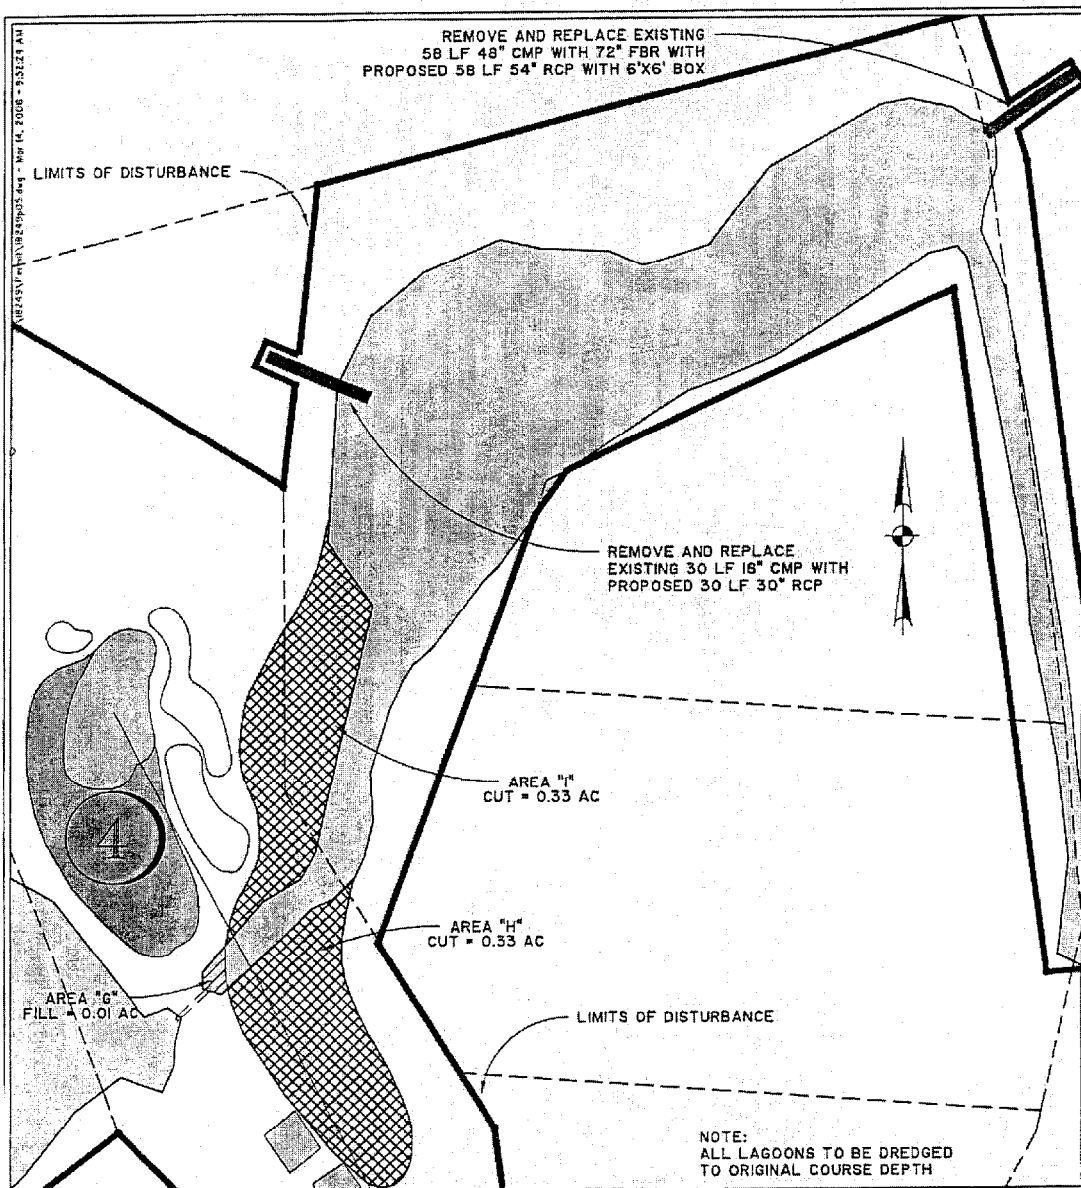 REMOVE AND REPLACE EXISTING
58 LF 48" CMP WITH 72" FBR WITH
PROPOSED 58 LF 54" RCP WITH 6'X6' BOX
LIMITS OF DISTURBANCE
REMOVE AND REPLACE
EXISTING 30 LF 18" CMP WITH
PROPOSED 30 LF 30" RCP
AREA "I"
CUT = 0.33 AC
4
AREA "H"
CUT = 0.33 AC
AREA "G"
FILL = 0.01 AC
LIMITS OF DISTURBANCE
NOTE:
ALL LAGOONS TO BE DREDGED
TO ORIGINAL COURSE DEPTH